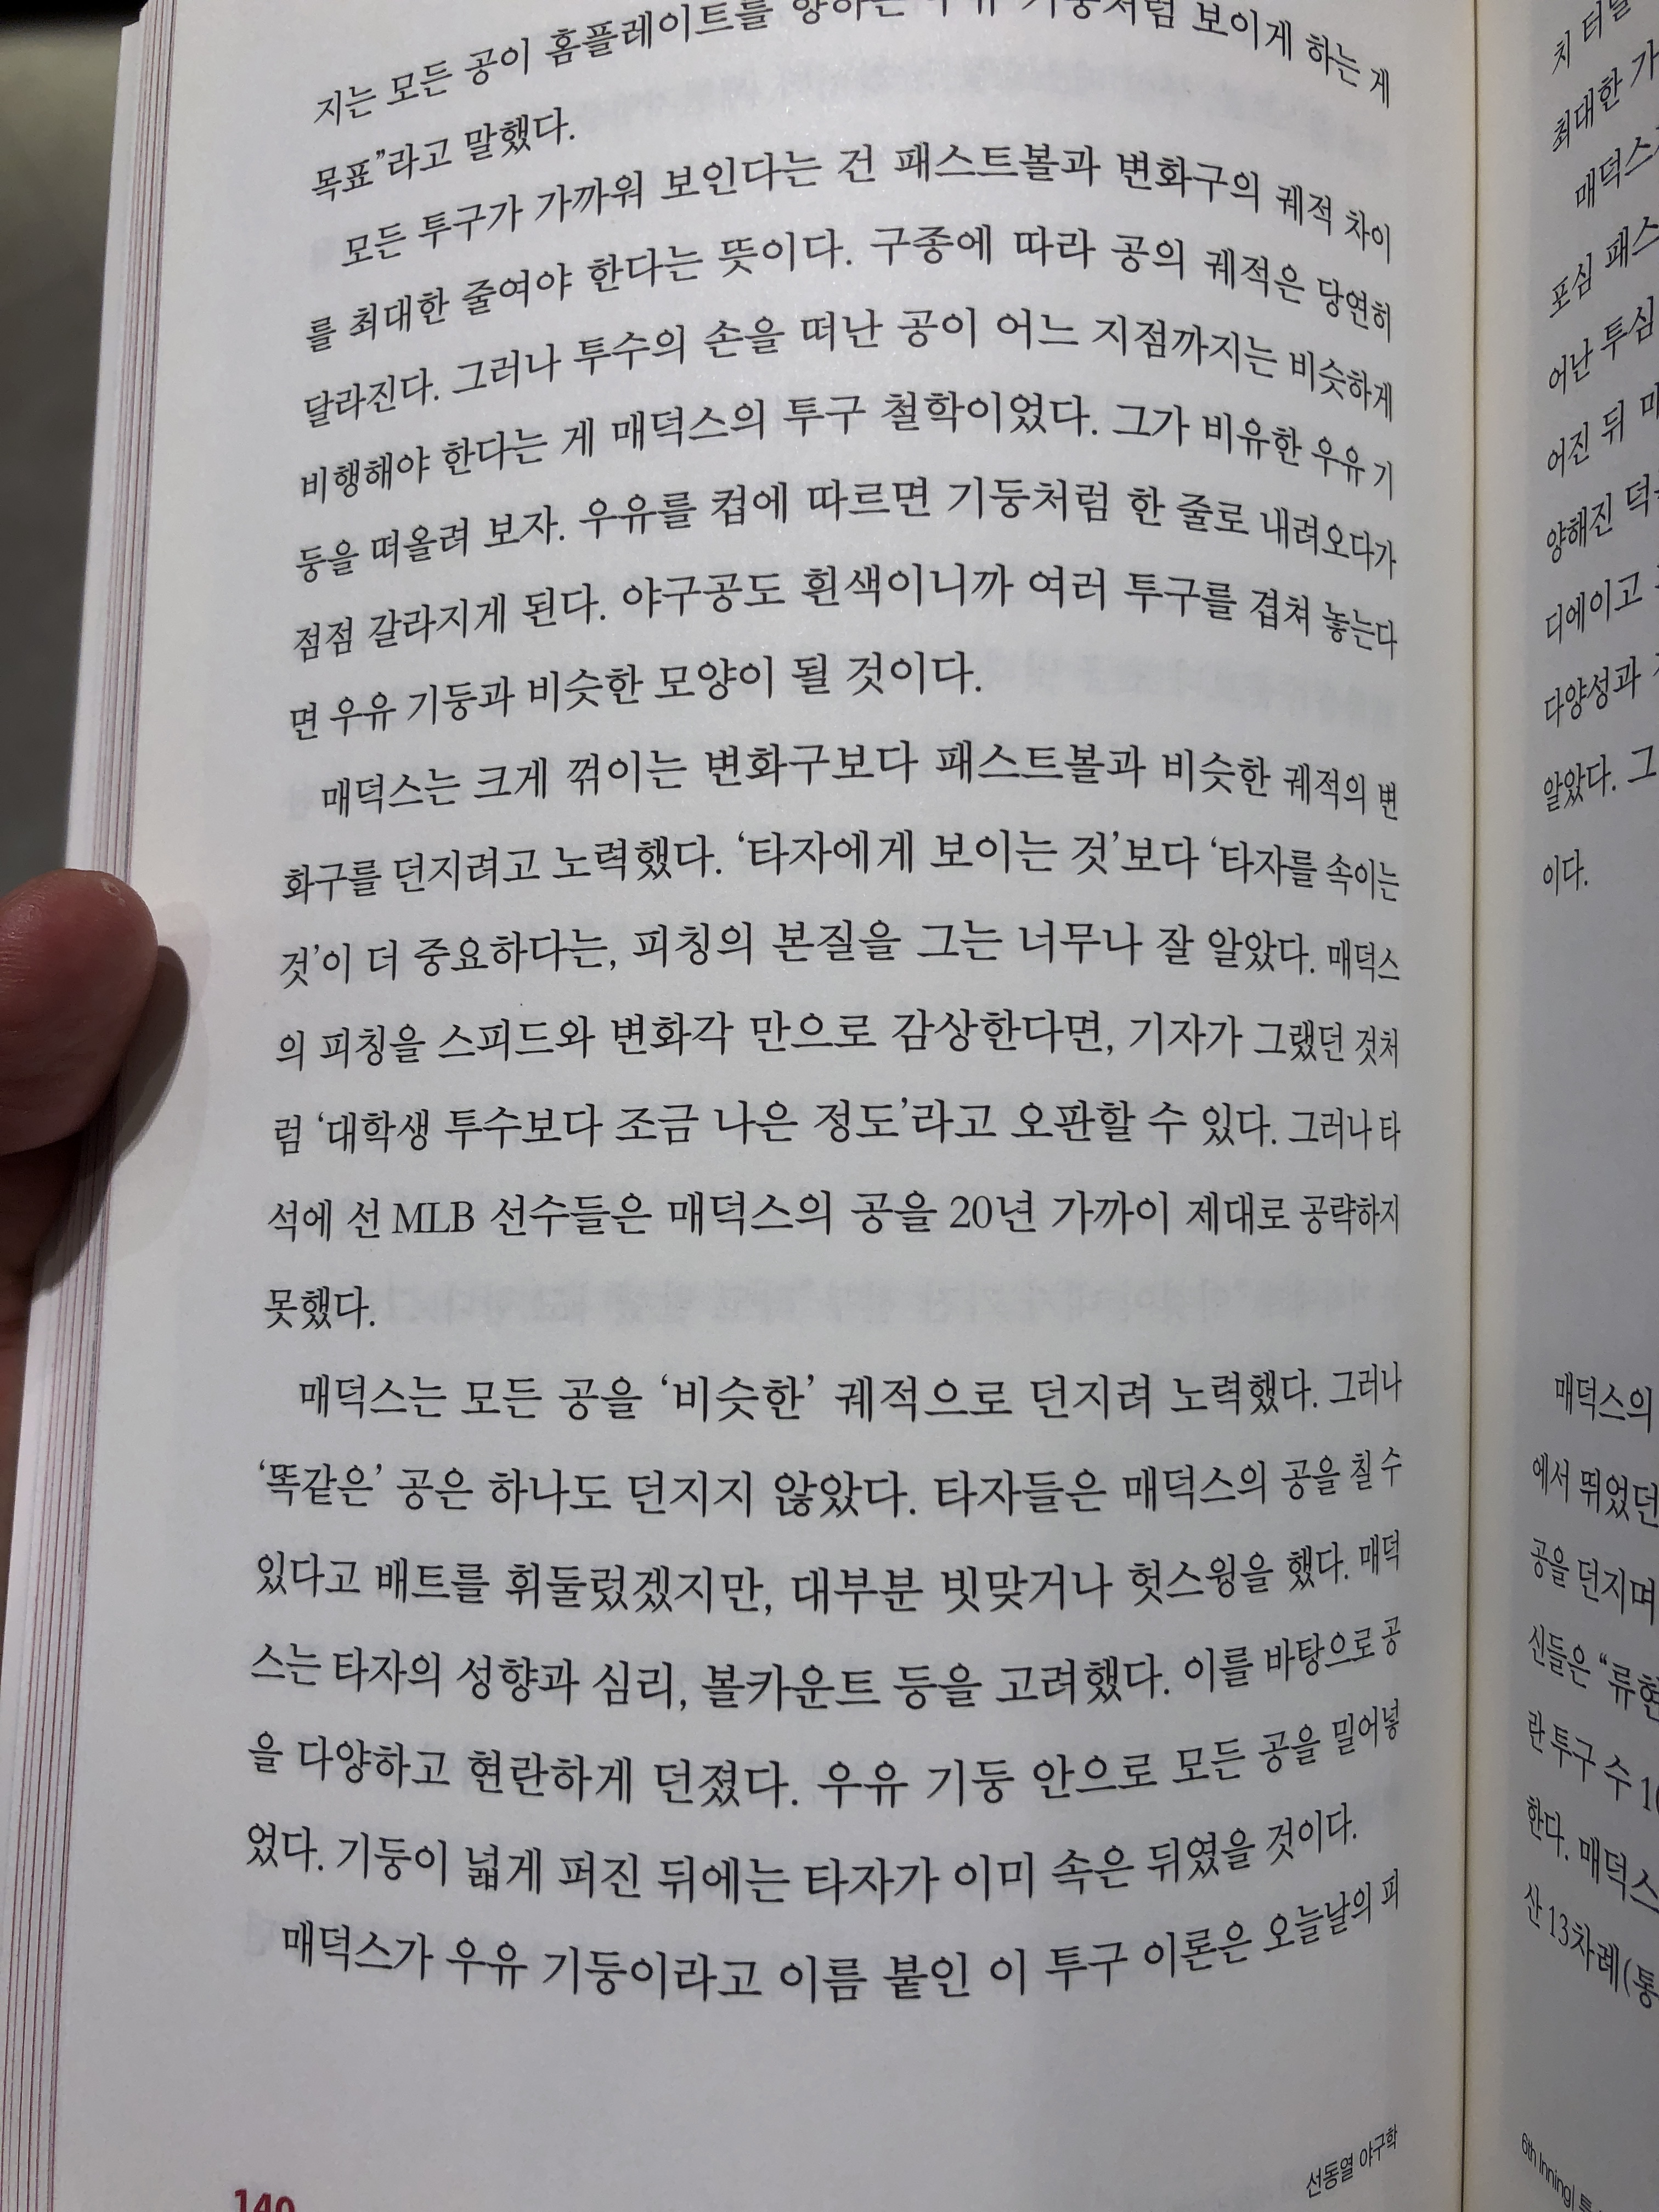 지는 모든 공이 홈플레이트를 향하는 우유 기둥처럼 보이게 하는 게
목표”라고 말했다.
모든 투구가 가까워 보인다는 건 패스트볼과 변화구의 궤적 차이
를 최대한 줄여야 한다는 뜻이다. 구종에 따라 공의 궤적은 당연히
달라진다. 그러나 투수의 손을 떠난 공이 어느 지점까지는 비슷하게
비행해야 한다는 게 매덕스의 투구 철학이었다. 그가 비유한 우유 기
둥을 떠올려 보자. 우유를 컵에 따르면 기둥처럼 한 줄로 내려오다가
점점 갈라지게 된다. 야구공도 흰색이니까 여러 투구를 겹쳐 놓는다
면 우유 기둥과 비슷한 모양이 될 것이다.
매덕스는 크게 꺾이는 변화구보다 패스트볼과 비슷한 궤적의 변
화구를 던지려고 노력했다. ‘타자에게 보이는 것’보다 ‘타자를 속이는
것’이 더 중요하다는, 피칭의 본질을 그는 너무나 잘 알았다. 매덕스
의 피칭을 스피드와 변화각 만으로 감상한다면, 기자가 그랬던 것처
럼 ‘대학생 투수보다 조금 나은 정도’라고 오판할 수 있다. 그러나 타
석에 선 MLB 선수들은 매덕스의 공을 20년 가까이 제대로 공략하지
못했다.
매덕스는 모든 공을 ‘비슷한’ 궤적으로 던지려 노력했다. 그러나
‘똑같은’ 공은 하나도 던지지 않았다. 타자들은 매덕스의 공을 칠 수
있다고 배트를 휘둘렀겠지만, 대부분 빗맞거나 헛스윙을 했다. 매덕
스는 타자의 성향과 심리, 볼카운트 등을 고려했다. 이를 바탕으로 공
을 다양하고 현란하게 던졌다. 우유 기둥 안으로 모든 공을 밀어넣
었다. 기둥이 넓게 퍼진 뒤에는 타자가 이미 속은 뒤였을 것이다.
매덕스가 우유 기둥이라고 이름 붙인 이 투구 이론은 오늘날의 피
140
선동열 야구학
치 터널
최대한 가
매덕스
포심 패스
어난 투심
어진 뒤
양해진
디에이고
다양성과
알았다. 그
이다.
매덕스의
에서 뛰었던
공을 던지며
신들은 “류현
란 투구 수
한다. 매덕스
산 13차례(통
6th Inning|